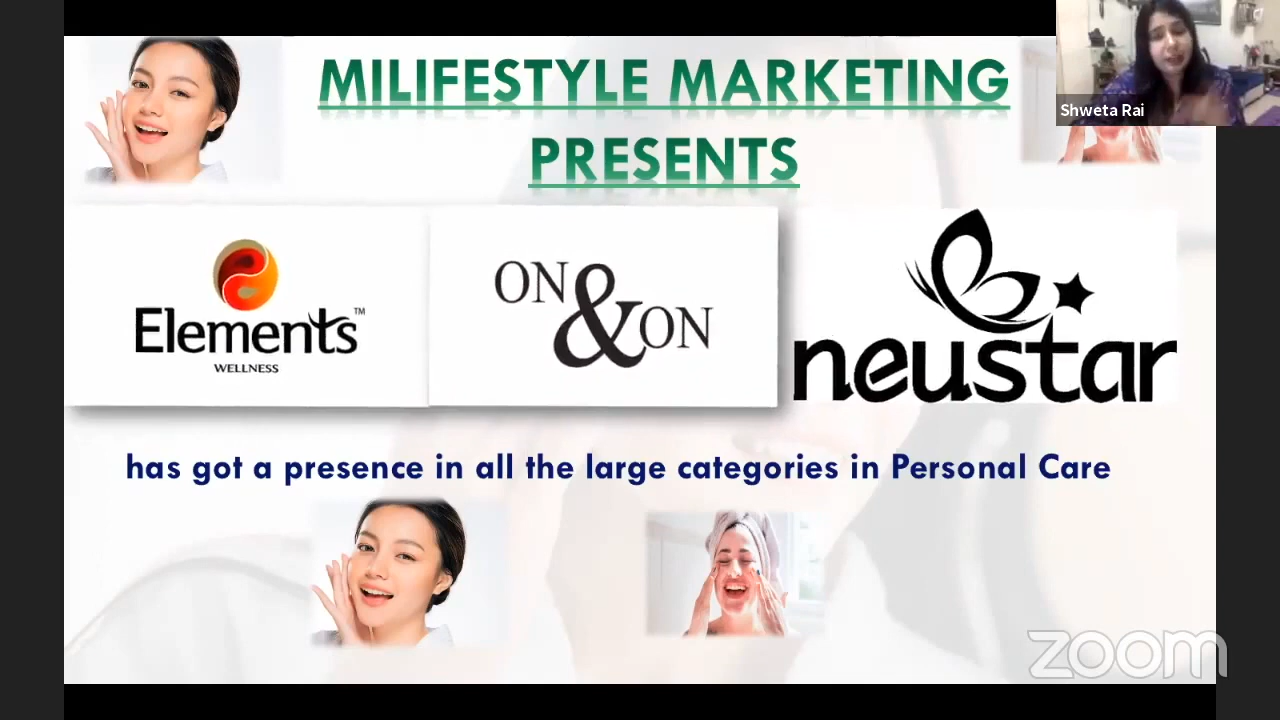 MILIFESTYLE MARKETING
PRESENTS
Shweta Rai
Elements™
WELLNESS
ON & ON
neustar
has got a presence in all the large categories in Personal Care
zoom